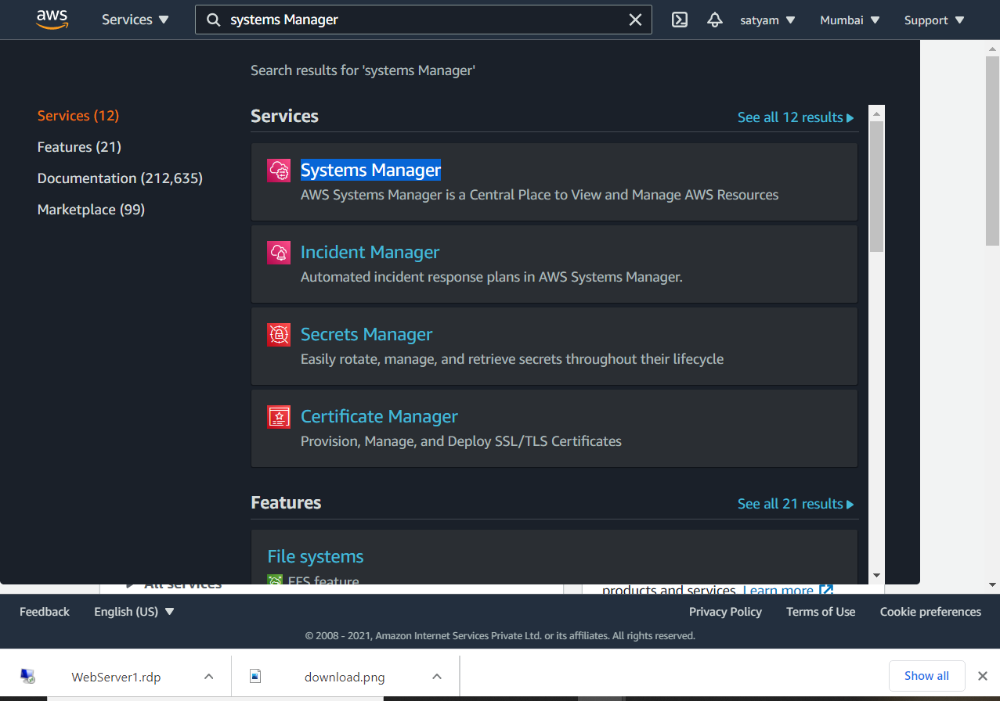 aws
Services
systems Manager
satyam
Mumbai
Support
Search results for 'systems Manager'
Services (12)
Features (21)
Documentation (212,635)
Marketplace (99)
Services
See all 12 results
Systems Manager
AWS Systems Manager is a Central Place to View and Manage AWS Resources
Incident Manager
Automated incident response plans in AWS Systems Manager.
Secrets Manager
Easily rotate, manage, and retrieve secrets throughout their lifecycle
Certificate Manager
Provision, Manage, and Deploy SSL/TLS Certificates
Features
See all 21 results
File systems
EFS feature
All services
products and services. Learn more
Feedback
English (US)
Privacy Policy
Terms of Use
Cookie preferences
© 2008 - 2021, Amazon Internet Services Private Ltd. or its affiliates. All rights reserved.
WebServer1.rdp
download.png
Show all